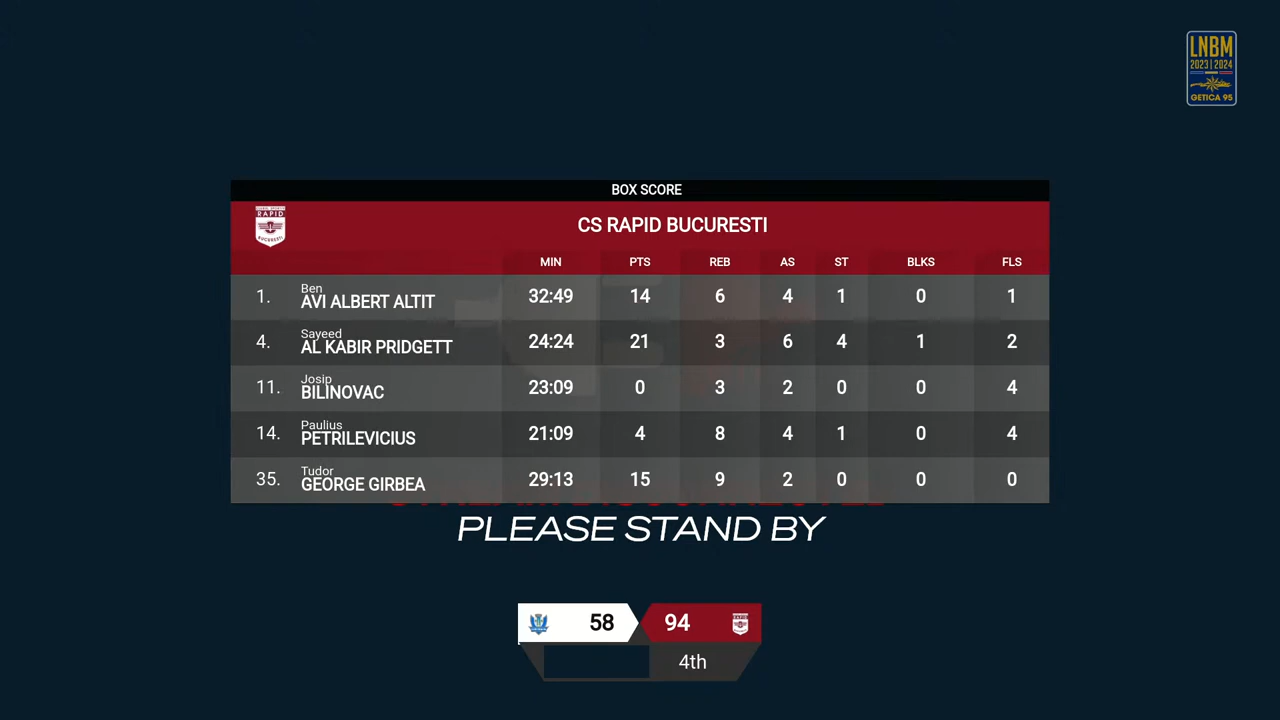 LNBM
2023|2024
GETICA 95
BOX SCORE
RAPID
BUCURESTI
CS RAPID BUCURESTI
MIN PTS REB AS ST BLKS FLS
1. Ben AVI ALBERT ALTIT 32:49 14 6 4 1 0 1
4. Sayeed AL KABIR PRIDGETT 24:24 21 3 6 4 1 2
11. Josip BILINOVAC 23:09 0 3 2 0 0 4
14. Paulius PETRILEVICIUS 21:09 4 8 4 1 0 4
35. Tudor GEORGE GIRBEA 29:13 15 9 2 0 0 0
PLEASE STAND BY
58 94 RAPID
4th